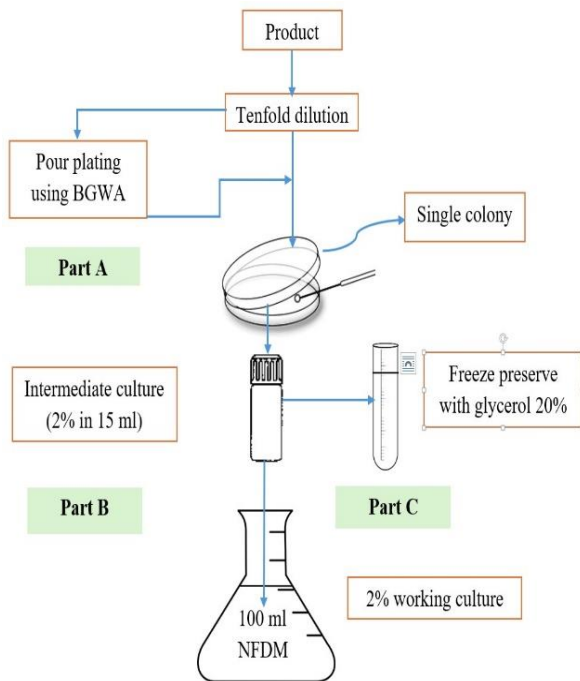 Product
Tenfold dilution
Pour plating
using BGWA
Single colony
Part A
Intermediate culture
(2% in 15 ml)
Freeze preserve
with glycerol 20%
Part B
Part C
2% working culture
100 ml
NFDM